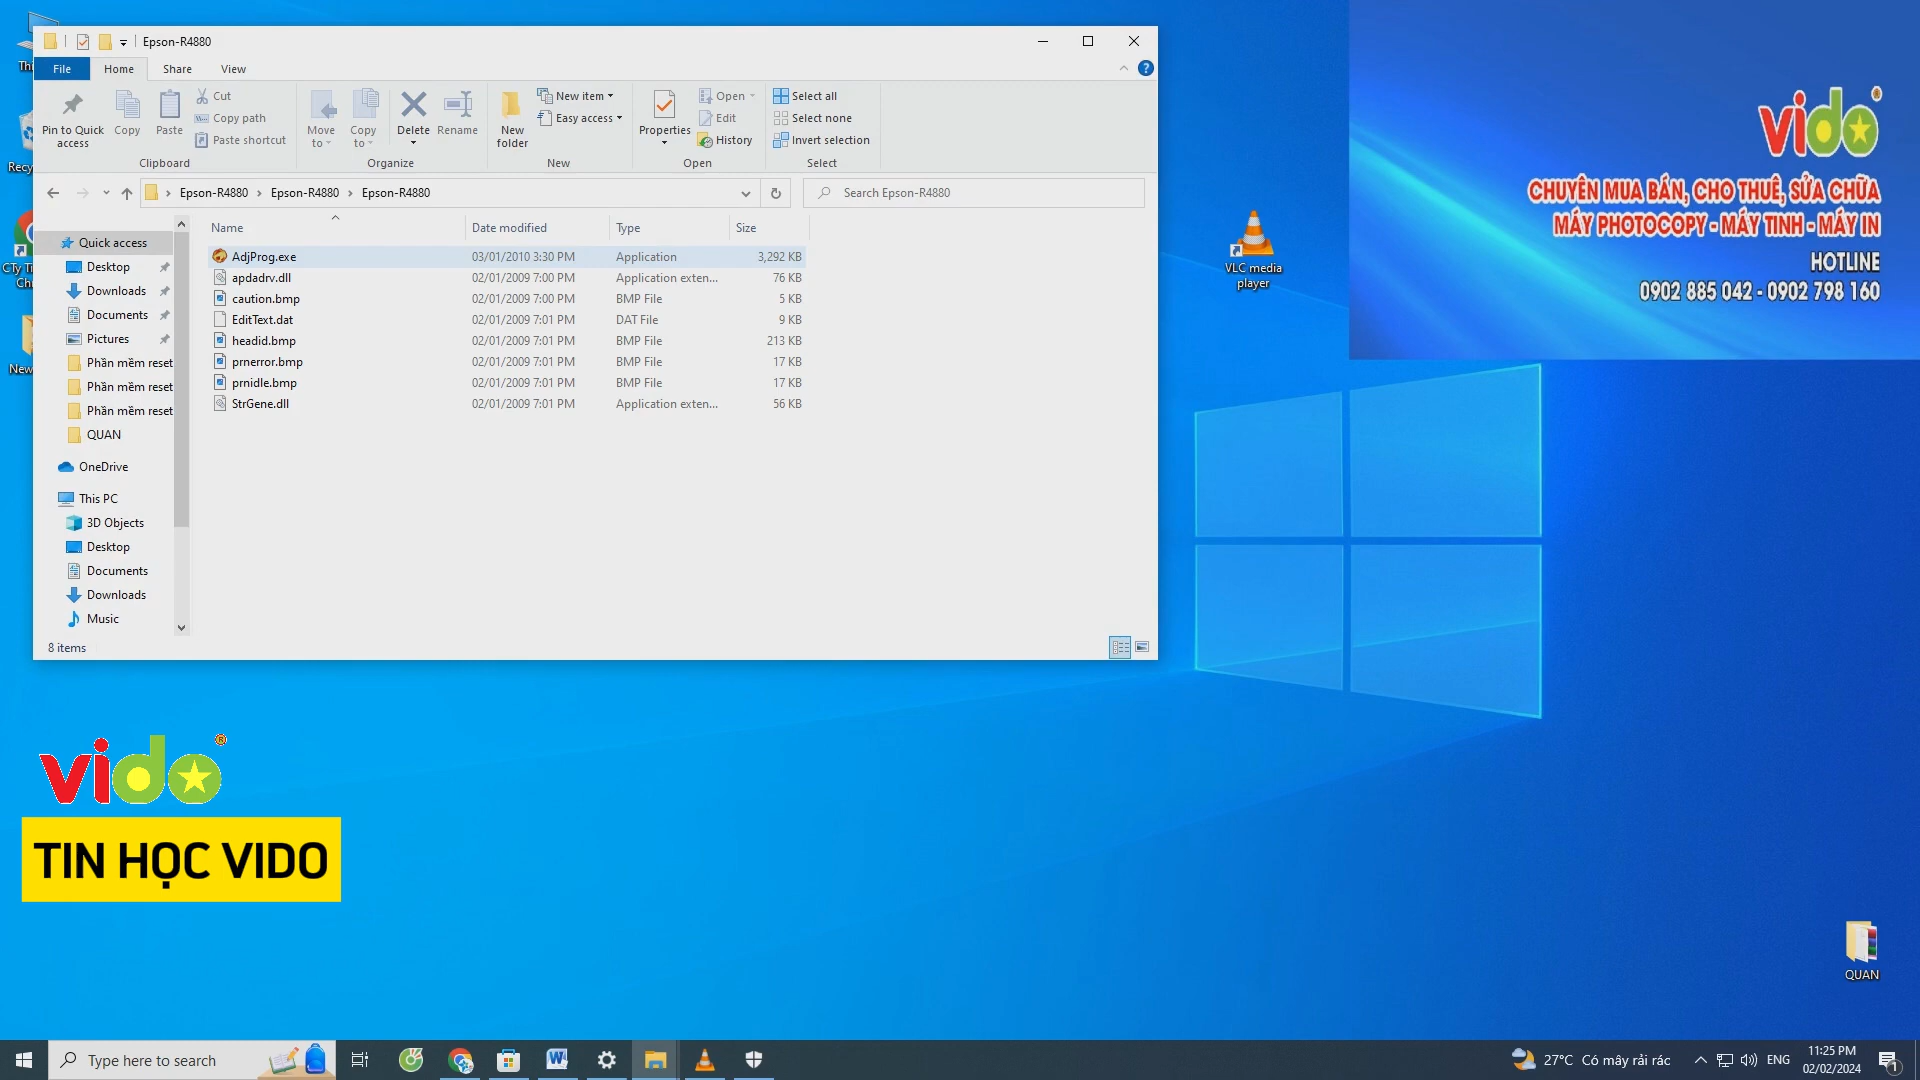 Epson-R4880
File Home Share View
Pin to Quick access
Copy
Paste
Cut
Copy path
Paste shortcut
Clipboard
Move to
Copy to
Delete
Rename
Organize
New folder
New item
Easy access
New
Properties
Open
Edit
History
Open
Select all
Select none
Invert selection
Select
Epson-R4880 › Epson-R4880 › Epson-R4880
Search Epson-R4880
Name Date modified Type Size
AdjProg.exe 03/01/2010 3:30 PM Application 3,292 KB
apdadrv.dll 02/01/2009 7:00 PM Application exten... 76 KB
caution.bmp 02/01/2009 7:00 PM BMP File 5 KB
EditText.dat 02/01/2009 7:01 PM DAT File 9 KB
headid.bmp 02/01/2009 7:01 PM BMP File 213 KB
prnerror.bmp 02/01/2009 7:01 PM BMP File 17 KB
prnidle.bmp 02/01/2009 7:01 PM BMP File 17 KB
StrGene.dll 02/01/2009 7:01 PM Application exten... 56 KB
Quick access
Desktop
Downloads
Documents
Pictures
Phần mềm reset
Phần mềm reset
Phần mềm reset
QUAN
OneDrive
This PC
3D Objects
Desktop
Documents
Downloads
Music
8 items
VLC media player
vido®
CHUYÊN MUA BÁN, CHO THUÊ, SỬA CHỮA
MÁY PHOTOCOPY - MÁY TINH - MÁY IN
HOTLINE
0902 885 042 - 0902 798 160
vido®
TIN HỌC VIDO
QUAN
Type here to search
27°C Có mây rải rác
ENG
11:25 PM
02/02/2024
1